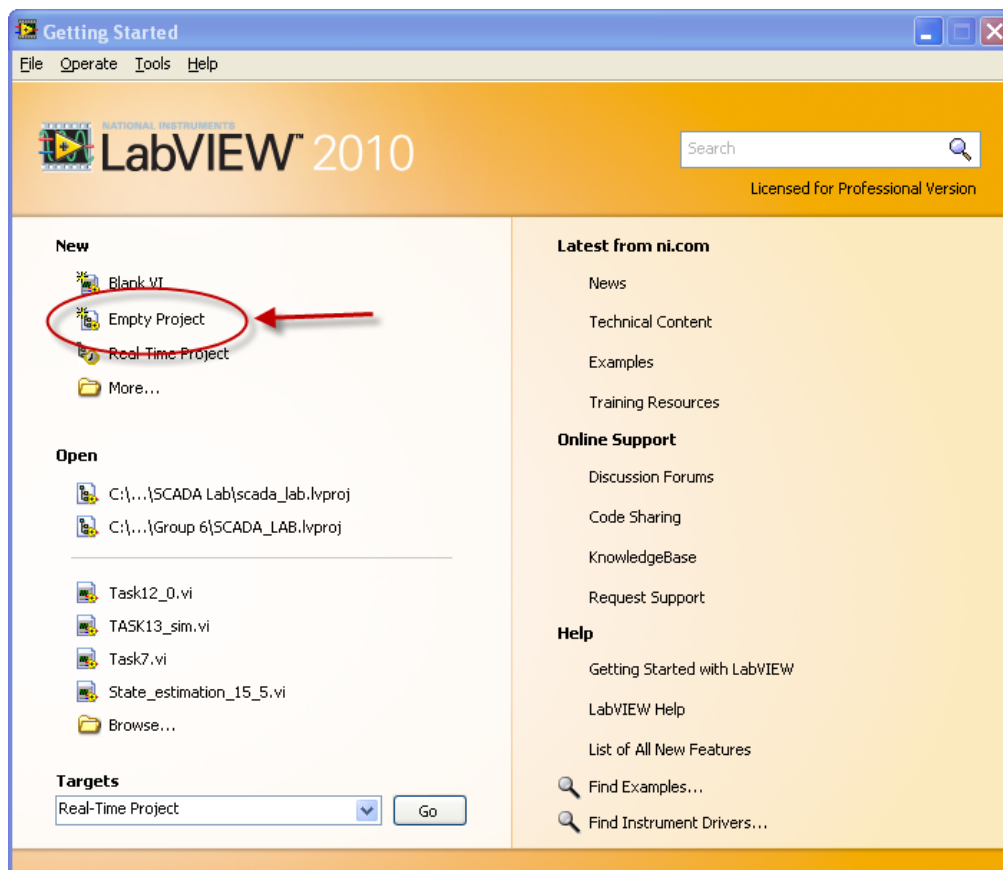 Getting Started
File Operate Tools Help
NATIONAL INSTRUMENTS
LabVIEW™ 2010
Search
Licensed for Professional Version
New
Blank VI
Empty Project
Real-Time Project
More...
Open
C:\...\SCADA Lab\scada_lab.lvproj
C:\...\Group 6\SCADA_LAB.lvproj
Task12_0.vi
TASK13_sim.vi
Task7.vi
State_estimation_15_5.vi
Browse...
Targets
Real-Time Project
Go
Latest from ni.com
News
Technical Content
Examples
Training Resources
Online Support
Discussion Forums
Code Sharing
KnowledgeBase
Request Support
Help
Getting Started with LabVIEW
LabVIEW Help
List of All New Features
Find Examples...
Find Instrument Drivers...